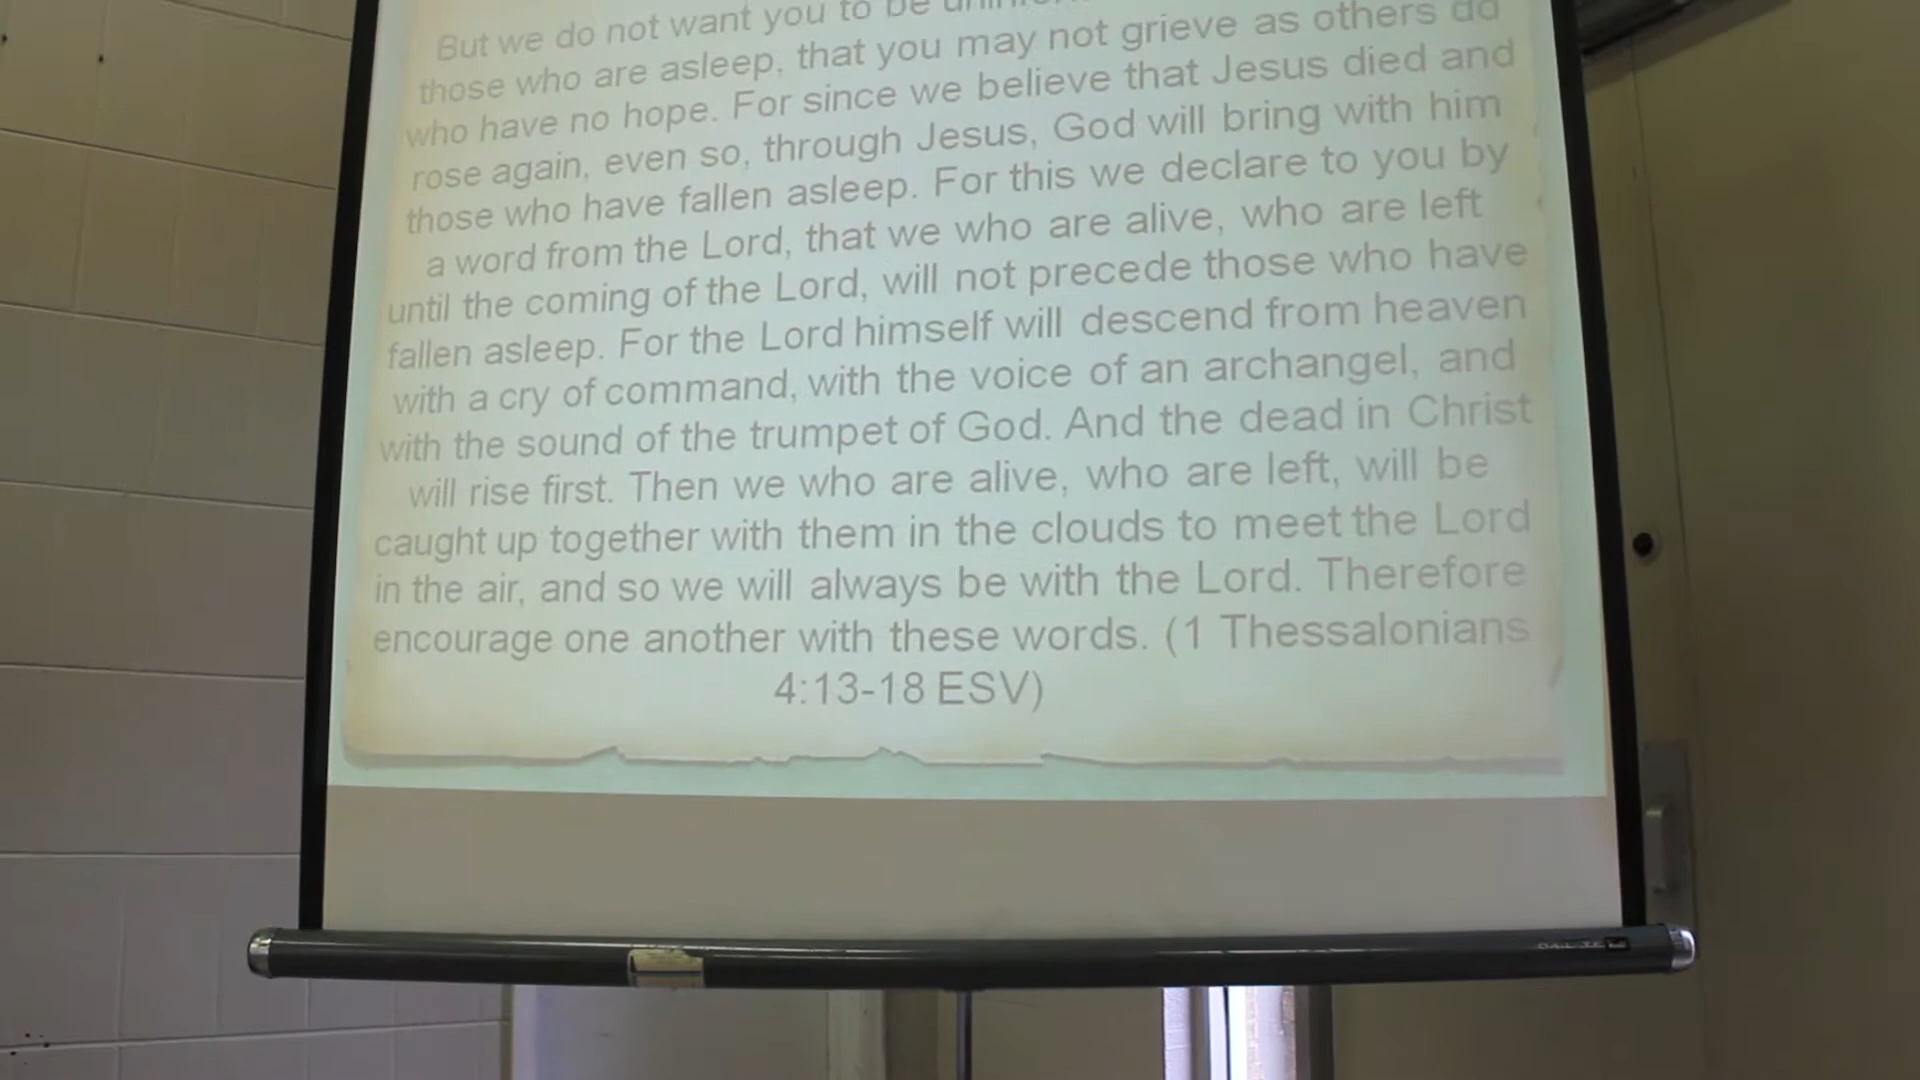 But we do not want you to be
those who are asleep, that you may not grieve as others do
who have no hope. For since we believe that Jesus died and
rose again, even so, through Jesus, God will bring with him
those who have fallen asleep. For this we declare to you by
a word from the Lord, that we who are alive, who are left
until the coming of the Lord, will not precede those who have
fallen asleep. For the Lord himself will descend from heaven
with a cry of command, with the voice of an archangel, and
with the sound of the trumpet of God. And the dead in Christ
will rise first. Then we who are alive, who are left, will be
caught up together with them in the clouds to meet the Lord
in the air, and so we will always be with the Lord. Therefore
encourage one another with these words. (1 Thessalonians
4:13-18 ESV)
DA-LITE